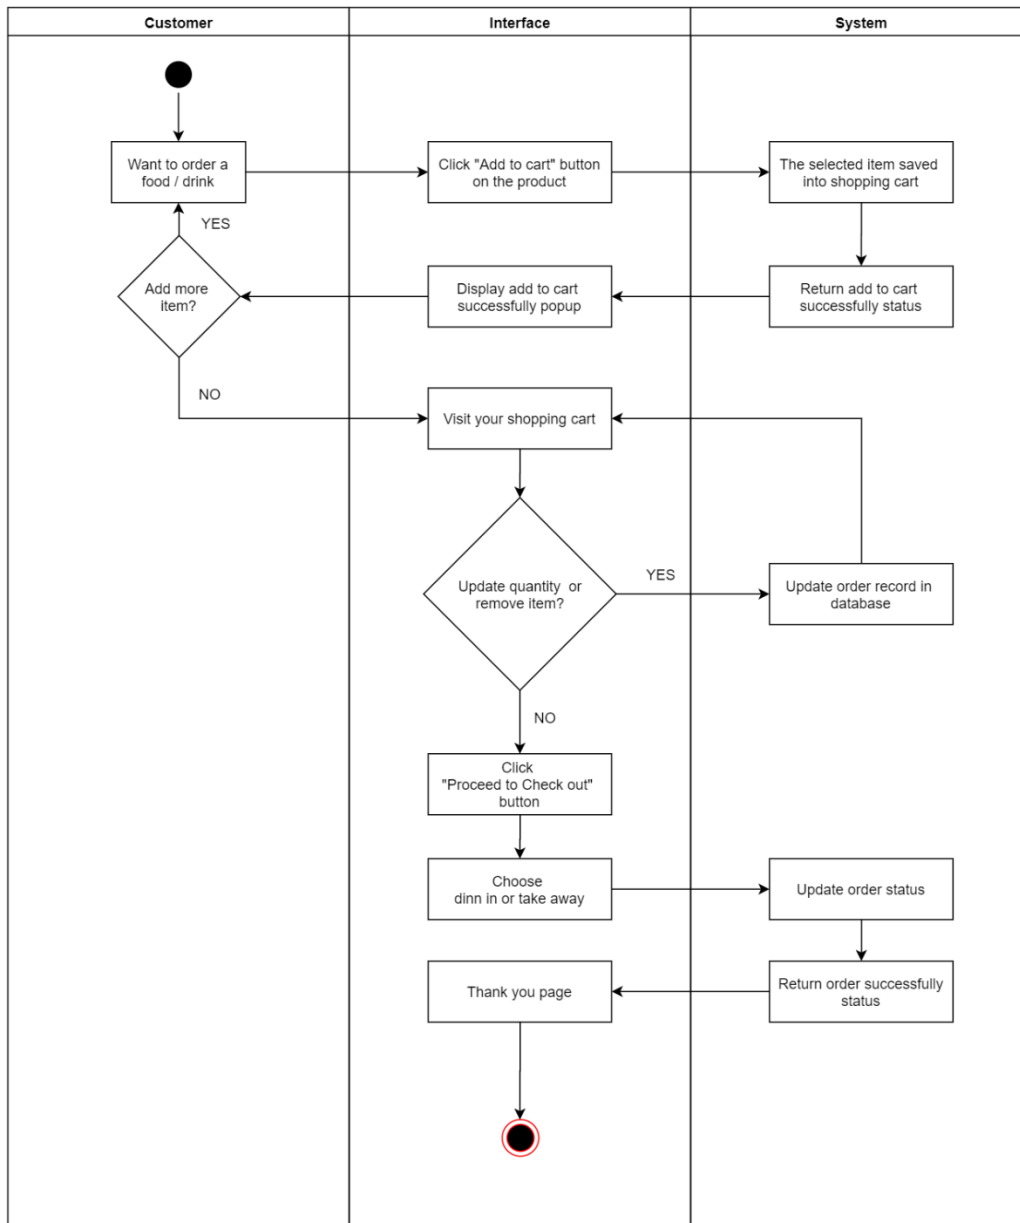 Customer
Interface
System
Want to order a
food / drink
Click "Add to cart" button
on the product
The selected item saved
into shopping cart
YES
Add more
item?
Display add to cart
successfully popup
Return add to cart
successfully status
NO
Visit your shopping cart
Update quantity or
remove item?
YES
Update order record in
database
NO
Click
"Proceed to Check out"
button
Choose
dinn in or take away
Update order status
Thank you page
Return order successfully
status